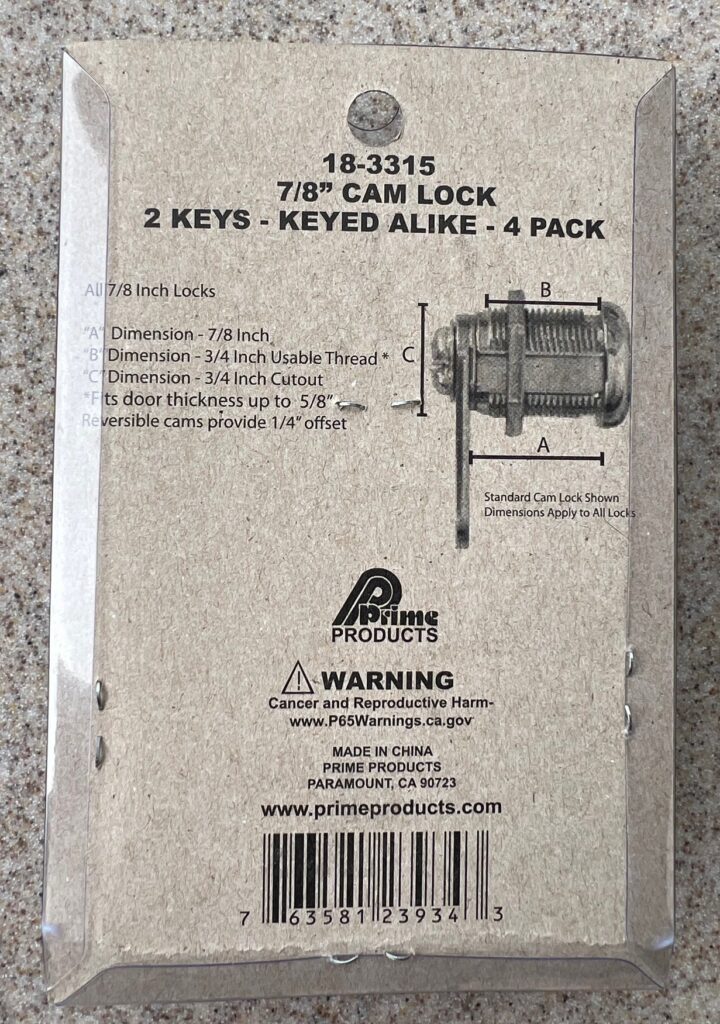 18-3315
7/8” CAM LOCK
2 KEYS - KEYED ALIKE - 4 PACK
All 7/8 Inch Locks
“A” Dimension - 7/8 Inch
“B” Dimension - 3/4 Inch Usable Thread *
“C” Dimension - 3/4 Inch Cutout
*Fits door thickness up to 5/8”
Reversible cams provide 1/4” offset
B
C
A
Standard Cam Lock Shown
Dimensions Apply to All Locks
Prime
PRODUCTS
WARNING
Cancer and Reproductive Harm-
www.P65Warnings.ca.gov
MADE IN CHINA
PRIME PRODUCTS
PARAMOUNT, CA 90723
www.primeproducts.com
7 63581 23934 3